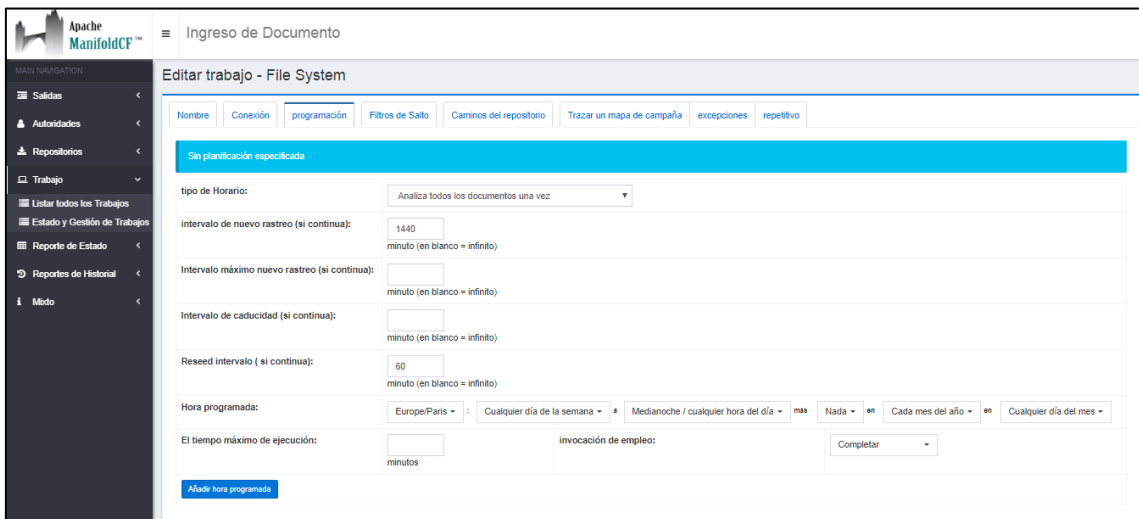 Apache
ManifoldCF™
Ingreso de Documento
MAIN NAVIGATION
Salidas
Autoridades
Repositorios
Trabajo
Listar todos los Trabajos
Estado y Gestión de Trabajos
Reporte de Estado
Reportes de Historial
Mixto
Editar trabajo - File System
Nombre Conexión programación Filtros de Salto Caminos del repositorio Trazar un mapa de campaña excepciones repetitivo
Sin planificación especificada
tipo de Horario: Analiza todos los documentos una vez
intervalo de nuevo rastreo (si continua): 1440
minuto (en blanco = infinito)
Intervalo máximo nuevo rastreo (si continua):
minuto (en blanco = infinito)
Intervalo de caducidad (si continua):
minuto (en blanco = infinito)
Reseed intervalo ( si continua): 60
minuto (en blanco = infinito)
Hora programada: Europe/Paris : Cualquier día de la semana a Medianoche / cualquier hora del día mas Nada en Cada mes del año en Cualquier día del mes
El tiempo máximo de ejecución: invocación de empleo: Completar
minutos
Añadir hora programada